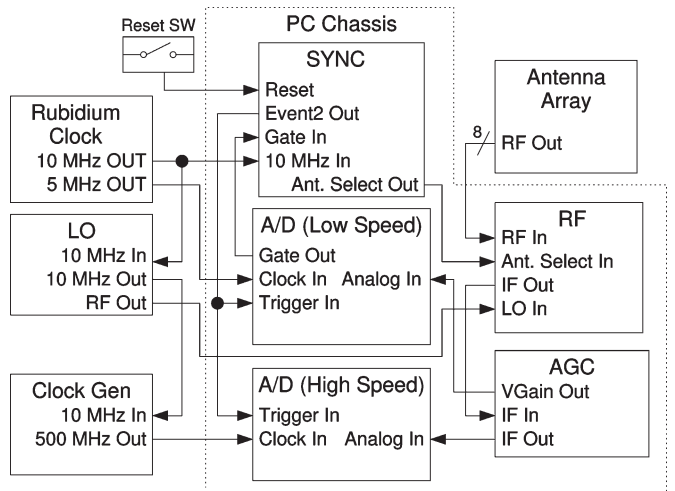 Reset SW
PC Chassis
SYNC
Reset
Event2 Out
Gate In
10 MHz In
Ant. Select Out
Antenna
Array
8
RF Out
Rubidium
Clock
10 MHz OUT
5 MHz OUT
LO
10 MHz In
10 MHz Out
RF Out
A/D (Low Speed)
Gate Out
Clock In Analog In
Trigger In
RF
RF In
Ant. Select In
IF Out
LO In
Clock Gen
10 MHz In
500 MHz Out
A/D (High Speed)
Trigger In
Clock In Analog In
AGC
VGain Out
IF In
IF Out